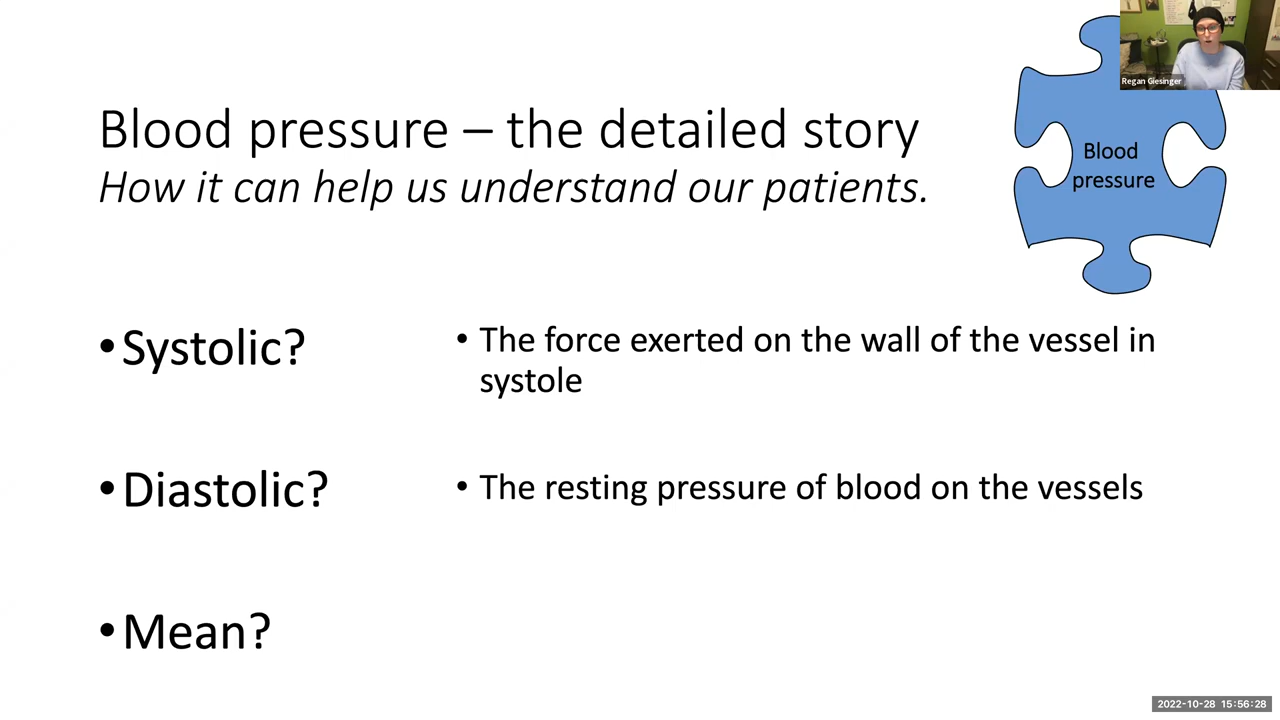 Regan Giesinger
Blood pressure – the detailed story
How it can help us understand our patients.
Blood
pressure
•Systolic?
• The force exerted on the wall of the vessel in
systole
•Diastolic?
• The resting pressure of blood on the vessels
•Mean?
2022-10-28 15:56:28